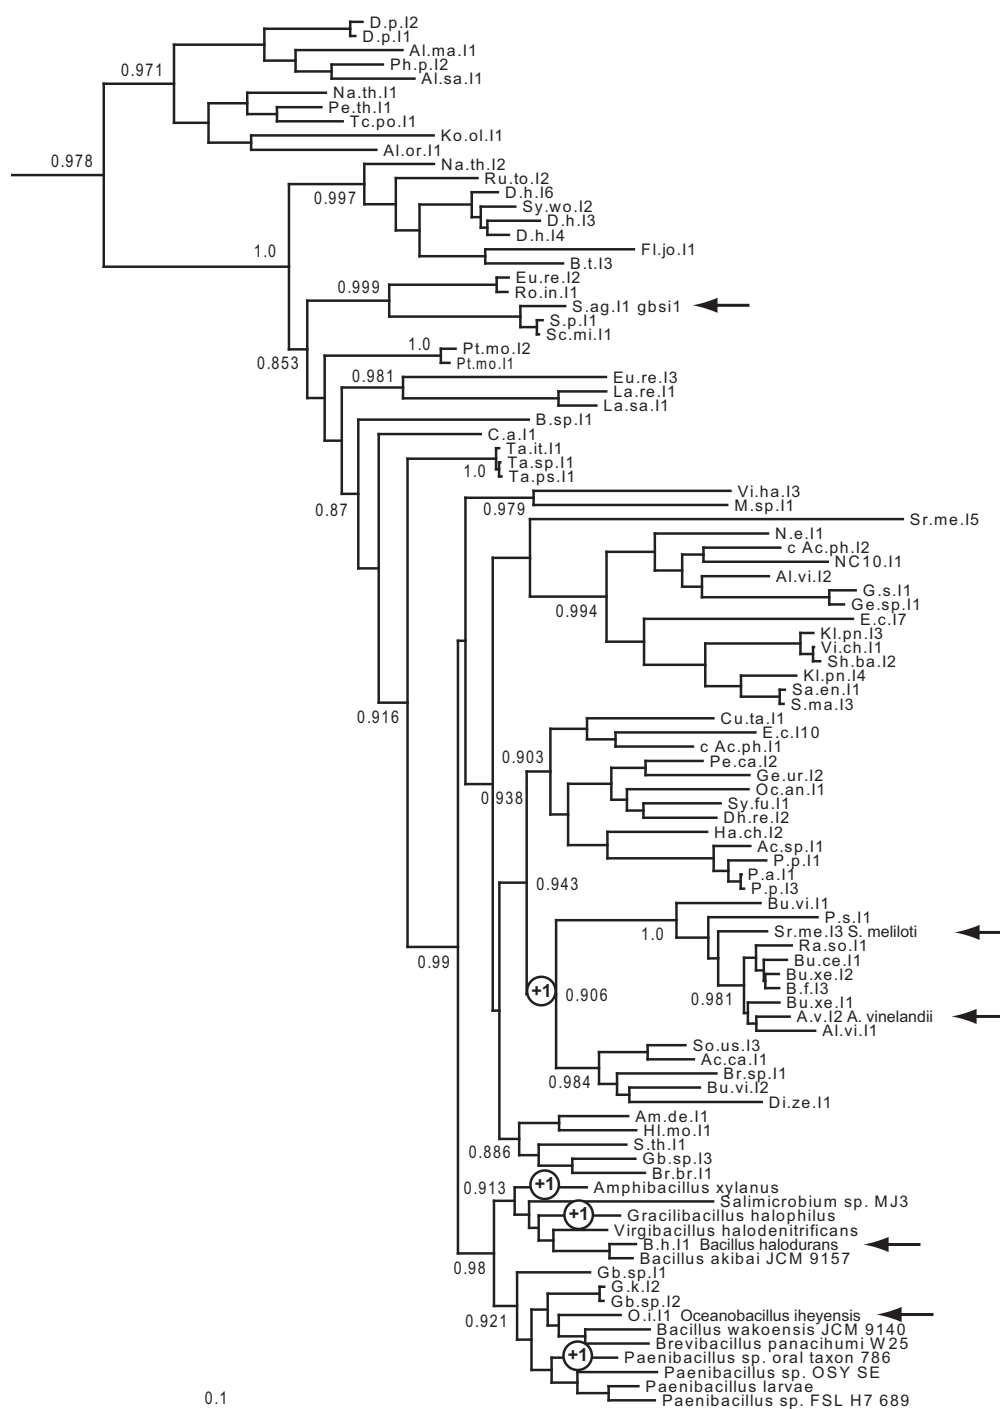 D.p.I2
D.p.I1
Al.ma.I1
Ph.p.I2
0.971
Al.sa.I1
Na.th.I1
Pe.th.I1
Tc.po.I1
Ko.ol.I1
Al.or.I1
0.978
Na.th.I2
Ru.to.I2
0.997
D.h.I6
Sy.wo.I2
D.h.I3
D.h.I4
1.0
Fl.jo.I1
B.t.I3
Eu.re.I2
0.999
Ro.in.I1
S.ag.I1 gbsi1
S.p.I1
Sc.mi.I1
1.0
Pt.mo.I2
0.853
Pt.mo.I1
0.981
Eu.re.I3
La.re.I1
La.sa.I1
B.sp.I1
C.a.I1
Ta.it.I1
1.0
Ta.sp.I1
Ta.ps.I1
Vi.ha.I3
0.87
0.979
M.sp.I1
Sr.me.I5
N.e.I1
c Ac.ph.I2
NC10.I1
Al.vi.I2
G.s.I1
0.994
Ge.sp.I1
E.c.I7
Kl.pn.I3
Vi.ch.I1
Sh.ba.I2
Kl.pn.I4
Sa.en.I1
S.ma.I3
0.916
Cu.ta.I1
E.c.I10
c Ac.ph.I1
0.903
Pe.ca.I2
Ge.ur.I2
Oc.an.I1
0.938
Sy.fu.I1
Dh.re.I2
Ha.ch.I2
Ac.sp.I1
P.p.I1
P.a.I1
0.943
P.p.I3
Bu.vi.I1
P.s.I1
1.0
Sr.me.I3 S. meliloti
Ra.so.I1
0.99
Bu.ce.I1
Bu.xe.I2
B.f.I3
+1
0.906
0.981
Bu.xe.I1
A.v.I2 A. vinelandii
Al.vi.I1
So.us.I3
Ac.ca.I1
0.984
Br.sp.I1
Bu.vi.I2
Di.ze.I1
Am.de.I1
Hl.mo.I1
S.th.I1
0.886
Gb.sp.I3
Br.br.I1
0.913
+1
Amphibacillus xylanus
Salimicrobium sp. MJ3
+1
Gracilibacillus halophilus
Virgibacillus halodenitrificans
B.h.I1 Bacillus halodurans
Bacillus akibai JCM 9157
0.98
Gb.sp.I1
G.k.I2
Gb.sp.I2
0.921
O.i.I1 Oceanobacillus iheyensis
Bacillus wakoensis JCM 9140
Brevibacillus panacihumi W25
+1
Paenibacillus sp. oral taxon 786
Paenibacillus sp. OSY SE
Paenibacillus larvae
0.1
Paenibacillus sp. FSL H7 689